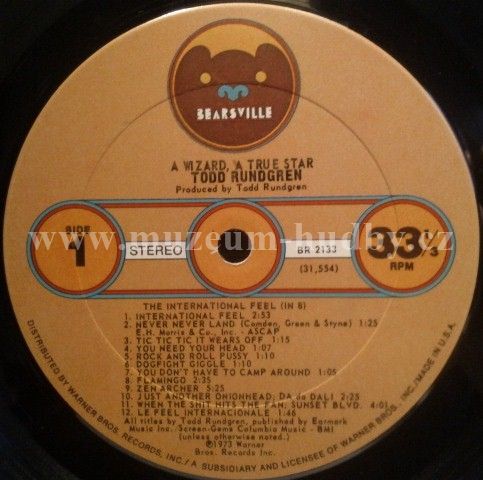 BEARSVILLE
A WIZARD, A TRUE STAR
TODD RUNDGREN
Produced by Todd Rundgren
www.muzeum-hudby.cz
SIDE
1
STEREO
BR 2133
(31,554)
33 1/3
RPM
THE INTERNATIONAL FEEL (IN 8)
1. INTERNATIONAL FEEL 2:53
2. NEVER NEVER LAND (Comden, Green & Styne) 1:25
E.H. Morris & Co., Inc. - ASCAP
3. TIC TIC TIC IT WEARS OFF 1:15
4. YOU NEED YOUR HEAD 1:07
5. ROCK AND ROLL PUSSY 1:10
6. DOGFIGHT GIGGLE 1:10
7. YOU DON'T HAVE TO CAMP AROUND 1:05
8. FLAMINGO 2:35
9. ZEN ARCHER 5:35
10. JUST ANOTHER ONIONHEAD; DA do DALI 2:25
11. WHEN THE SHIT HITS THE FAN; SUNSET BLVD. 4:01
12. LE FEEL INTERNACIONALE 1:46
All titles by Todd Rundgren, published by Earmark
Music Inc. Screen-Gems Columbia Music - BMI
(unless otherwise noted)
℗1973 Warner
Bros. Records Inc.
DISTRIBUTED BY WARNER BROS. RECORDS, INC./A SUBSIDIARY AND LICENSEE OF WARNER BROS. INC./MADE IN U.S.A.